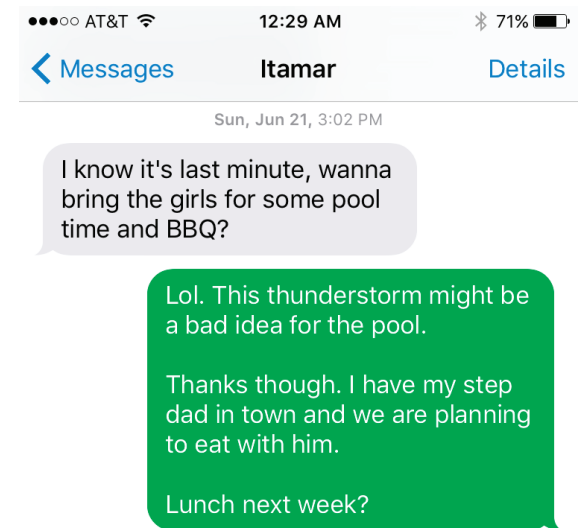 AT&T 12:29 AM 71%
Messages Itamar Details
Sun, Jun 21, 3:02 PM
I know it's last minute, wanna
bring the girls for some pool
time and BBQ?
Lol. This thunderstorm might be
a bad idea for the pool.
Thanks though. I have my step
dad in town and we are planning
to eat with him.
Lunch next week?